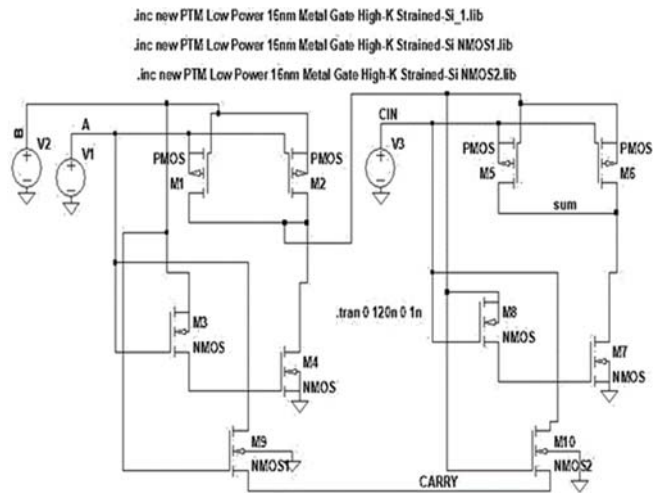 .inc new PTM Low Power 16nm Metal Gate High-K Strained-Si_1.lib
.inc new PTM Low Power 16nm Metal Gate High-K Strained-Si NMOS1.lib
.inc new PTM Low Power 16nm Metal Gate High-K Strained-Si NMOS2.lib
B
V2
A
V1
PMOS
M1
PMOS
M2
CIN
V3
PMOS
M5
PMOS
M6
sum
M3
NMOS
M4
NMOS
.tran 0 120n 0 1n
M8
NMOS
M7
NMOS
M9
NMOS1
M10
NMOS2
CARRY